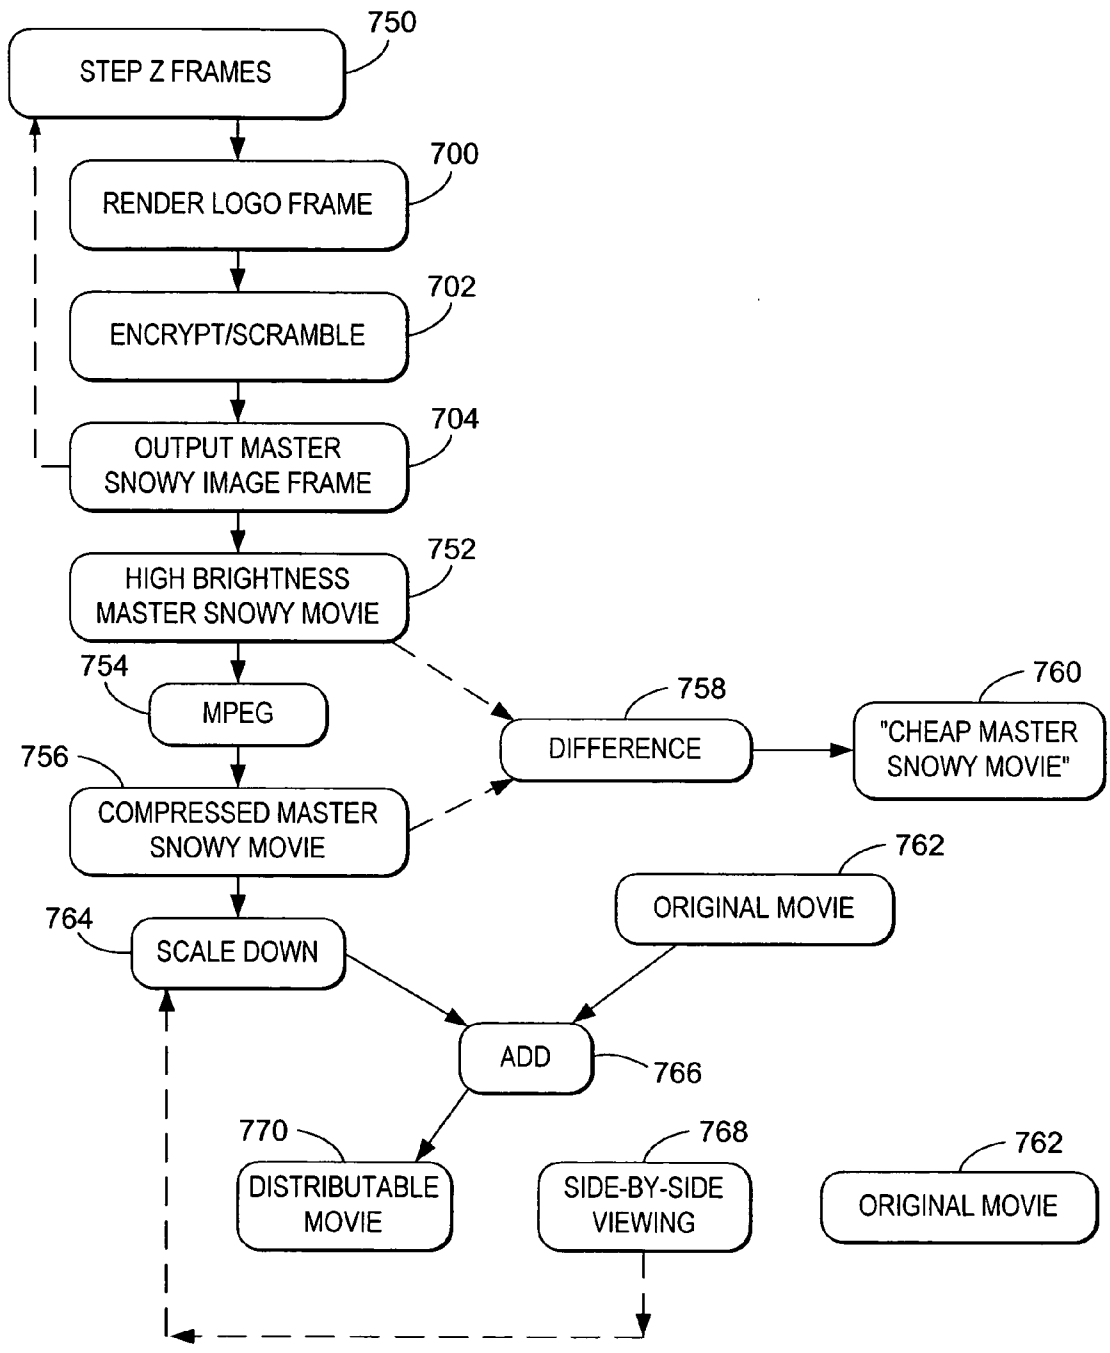 750
STEP Z FRAMES
700
RENDER LOGO FRAME
702
ENCRYPT/SCRAMBLE
704
OUTPUT MASTER
SNOWY IMAGE FRAME
752
HIGH BRIGHTNESS
MASTER SNOWY MOVIE
754
MPEG
758
DIFFERENCE
760
"CHEAP MASTER
SNOWY MOVIE"
756
COMPRESSED MASTER
SNOWY MOVIE
762
ORIGINAL MOVIE
764
SCALE DOWN
ADD
766
770
DISTRIBUTABLE
MOVIE
768
SIDE-BY-SIDE
VIEWING
762
ORIGINAL MOVIE